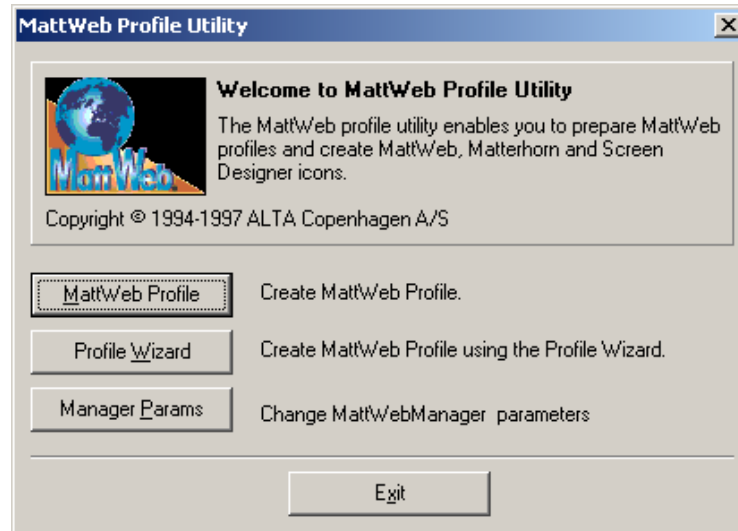 MattWeb Profile Utility
Welcome to MattWeb Profile Utility
The MattWeb profile utility enables you to prepare MattWeb
profiles and create MattWeb, Matterhorn and Screen
Designer icons.
MattWeb
Copyright © 1994-1997 ALTA Copenhagen A/S
MattWeb Profile
Create MattWeb Profile.
Profile Wizard
Create MattWeb Profile using the Profile Wizard.
Manager Params
Change MattWebManager parameters
Exit